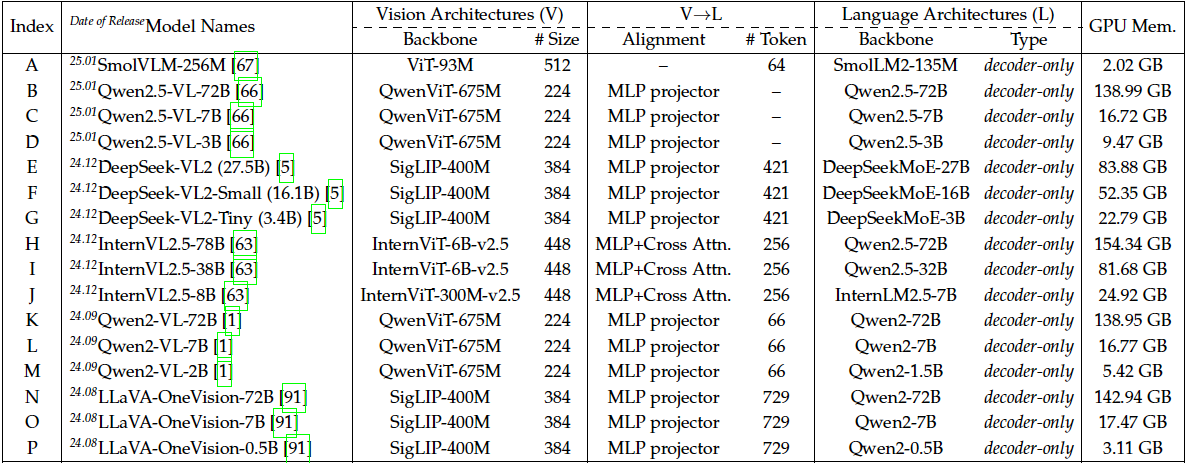 Index Date of Release Model Names Vision Architectures (V) V→L Language Architectures (L) GPU Mem.
Backbone # Size Alignment # Token Backbone Type
A 25.01 SmolVLM-256M [67] ViT-93M 512 – 64 SmolLM2-135M decoder-only 2.02 GB
B 25.01 Qwen2.5-VL-72B [66] QwenViT-675M 224 MLP projector – Qwen2.5-72B decoder-only 138.99 GB
C 25.01 Qwen2.5-VL-7B [66] QwenViT-675M 224 MLP projector – Qwen2.5-7B decoder-only 16.72 GB
D 25.01 Qwen2.5-VL-3B [66] QwenViT-675M 224 MLP projector – Qwen2.5-3B decoder-only 9.47 GB
E 24.12 DeepSeek-VL2 (27.5B) [5] SigLIP-400M 384 MLP projector 421 DeepSeekMoE-27B decoder-only 83.88 GB
F 24.12 DeepSeek-VL2-Small (16.1B) [5] SigLIP-400M 384 MLP projector 421 DeepSeekMoE-16B decoder-only 52.35 GB
G 24.12 DeepSeek-VL2-Tiny (3.4B) [5] SigLIP-400M 384 MLP projector 421 DeepSeekMoE-3B decoder-only 22.79 GB
H 24.12 InternVL2.5-78B [63] InternViT-6B-v2.5 448 MLP+Cross Attn. 256 Qwen2.5-72B decoder-only 154.34 GB
I 24.12 InternVL2.5-38B [63] InternViT-6B-v2.5 448 MLP+Cross Attn. 256 Qwen2.5-32B decoder-only 81.68 GB
J 24.12 InternVL2.5-8B [63] InternViT-300M-v2.5 448 MLP+Cross Attn. 256 InternLM2.5-7B decoder-only 24.92 GB
K 24.09 Qwen2-VL-72B [1] QwenViT-675M 224 MLP projector 66 Qwen2-72B decoder-only 138.95 GB
L 24.09 Qwen2-VL-7B [1] QwenViT-675M 224 MLP projector 66 Qwen2-7B decoder-only 16.77 GB
M 24.09 Qwen2-VL-2B [1] QwenViT-675M 224 MLP projector 66 Qwen2-1.5B decoder-only 5.42 GB
N 24.08 LLaVA-OneVision-72B [91] SigLIP-400M 384 MLP projector 729 Qwen2-72B decoder-only 142.94 GB
O 24.08 LLaVA-OneVision-7B [91] SigLIP-400M 384 MLP projector 729 Qwen2-7B decoder-only 17.47 GB
P 24.08 LLaVA-OneVision-0.5B [91] SigLIP-400M 384 MLP projector 729 Qwen2-0.5B decoder-only 3.11 GB